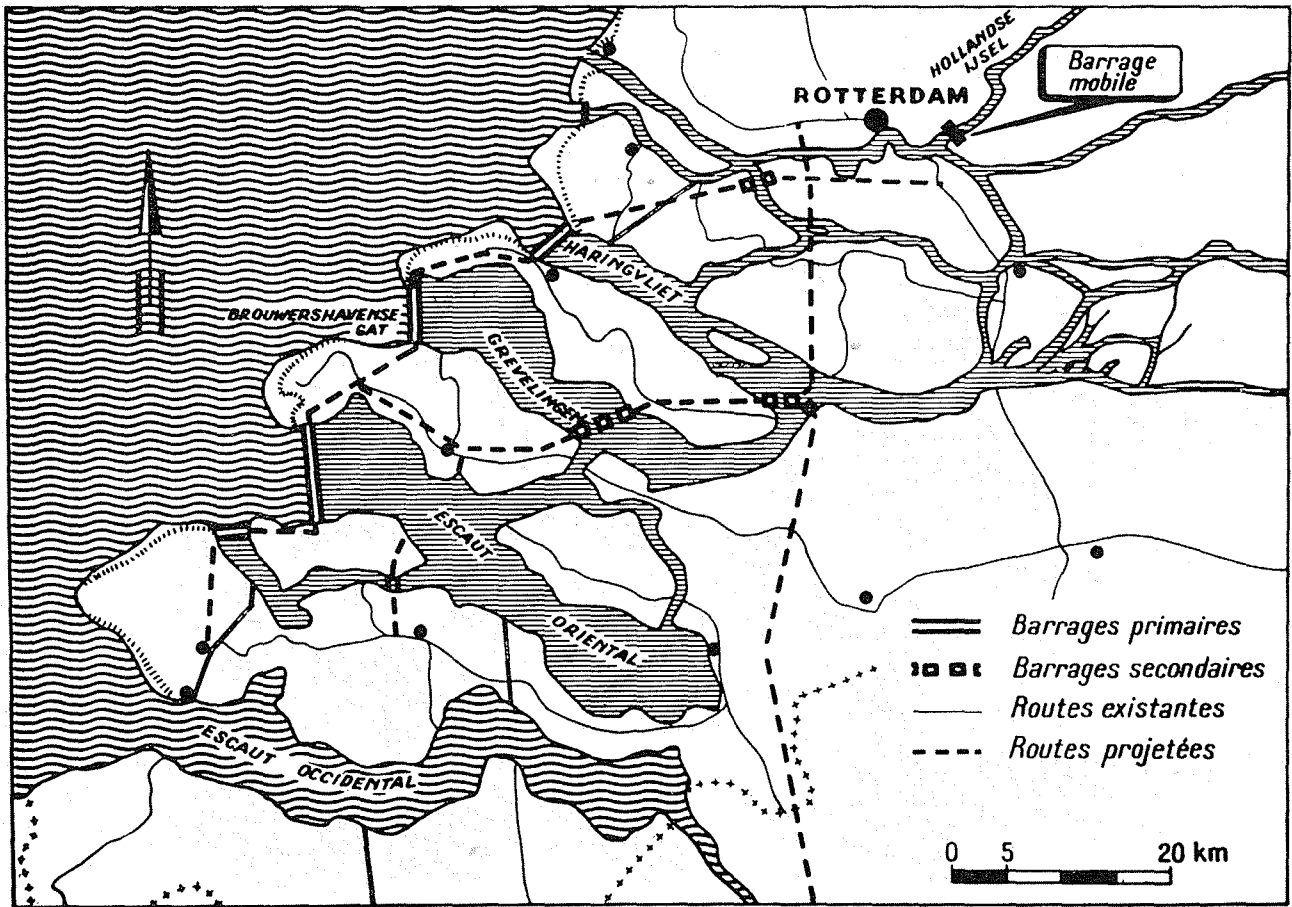 HOLLANDSE
IJSEL
Barrage
mobile
ROTTERDAM
HARINGVLIET
BROUWERSHAVENSE
GAT
GREVELINGEN
ESCAUT
ORIENTAL
ESCAUT OCCIDENTAL
Barrages primaires
Barrages secondaires
Routes existantes
Routes projetées
0 5 20 km